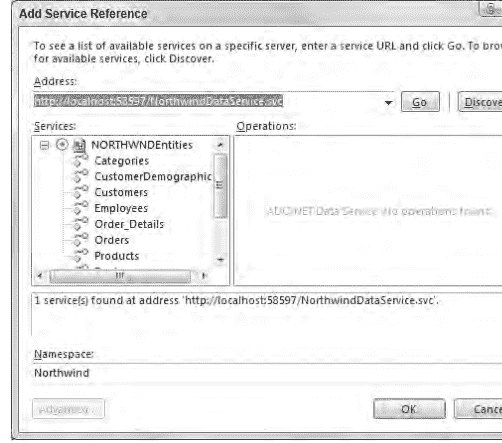 Add Service Reference
To see a list of available services on a specific server, enter a service URL and click Go. To bro
for available services, click Discover.
Address:
http://localhost:58597/NorthwindDataService.svc
Go
Discove
Services:
Operations:
NORTHWNDEntities
Categories
CustomerDemographic
Customers
Employees
Order_Details
Orders
Products
ADO.NET Data Service: No operations found.
1 service(s) found at address 'http://localhost:58597/NorthwindDataService.svc'.
Namespace:
Northwind
Advanced...
OK
Cance